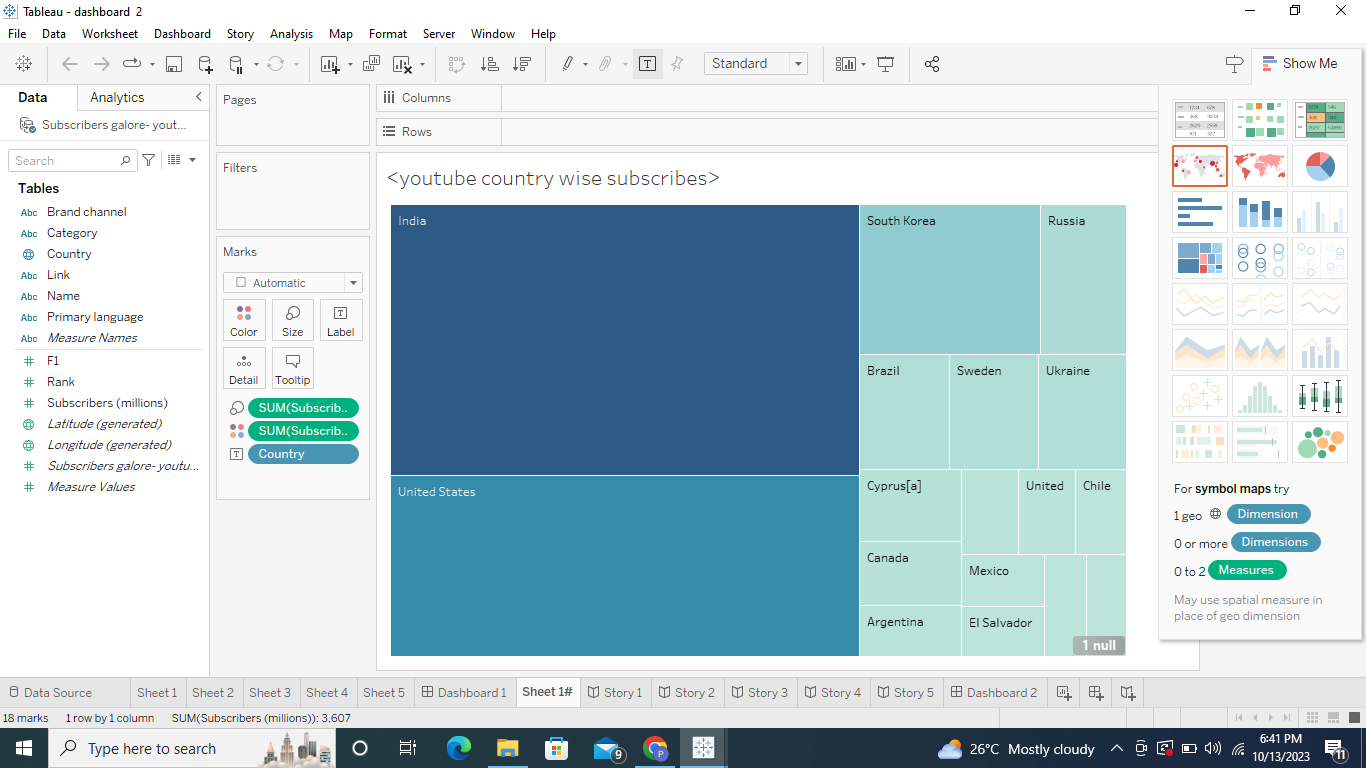 Tableau - dashboard  2
File Data Worksheet Dashboard Story Analysis Map Format Server Window Help
Standard
Show Me
Data Analytics
Subscribers galore- yout...
Search
Tables
Abc Brand channel
Abc Category
Country
Abc Link
Abc Name
Abc Primary language
Abc Measure Names
F1
Rank
Subscribers (millions)
Latitude (generated)
Longitude (generated)
Subscribers galore- youtu...
Measure Values
Pages
Filters
Marks
Automatic
Color Size Label
Detail Tooltip
SUM(Subscrib..
SUM(Subscrib..
Country
Columns
Rows
<youtube country wise subscribes>
India
United States
South Korea
Russia
Brazil
Sweden
Ukraine
Cyprus[a]
United
Chile
Canada
Mexico
Argentina
El Salvador
1 null
For symbol maps try
1 geo Dimension
0 or more Dimensions
0 to 2 Measures
May use spatial measure in
place of geo dimension
Data Source Sheet 1 Sheet 2 Sheet 3 Sheet 4 Sheet 5 Dashboard 1 Sheet 1# Story 1 Story 2 Story 3 Story 4 Story 5 Dashboard 2
18 marks 1 row by 1 column SUM(Subscribers (millions)): 3,607
Type here to search
9
P
26°C Mostly cloudy
6:41 PM
10/13/2023
11